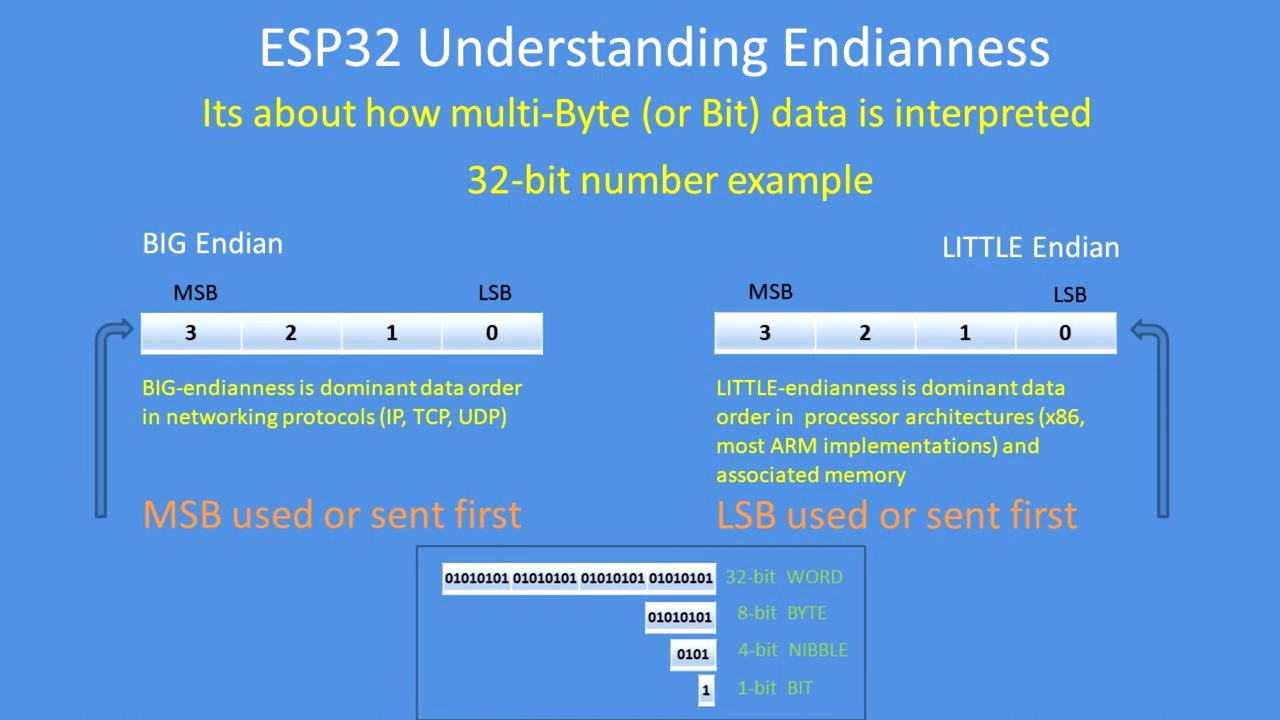 ESP32 Understanding Endianness
Its about how multi-Byte (or Bit) data is interpreted
32-bit number example
BIG Endian
MSB LSB
3 2 1 0
BIG-endianness is dominant data order
in networking protocols (IP, TCP, UDP)
MSB used or sent first
LITTLE Endian
MSB LSB
3 2 1 0
LITTLE-endianness is dominant data
order in processor architectures (x86,
most ARM implementations) and
associated memory
LSB used or sent first
01010101 01010101 01010101 01010101 32-bit WORD
01010101 8-bit BYTE
0101 4-bit NIBBLE
1 1-bit BIT